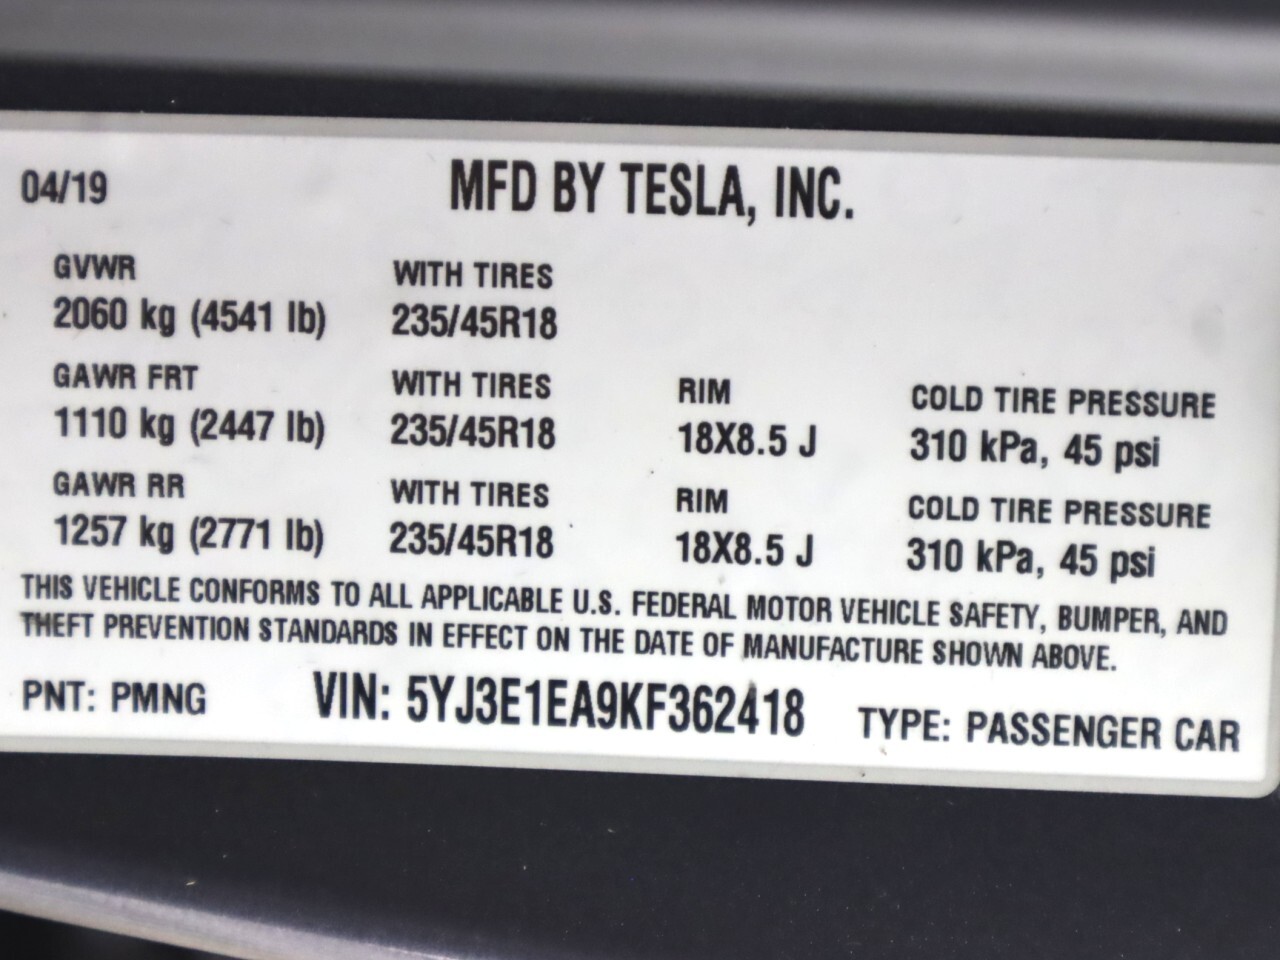 04/19 MFD BY TESLA, INC.
GVWR WITH TIRES
2060 kg (4541 lb) 235/45R18
GAWR FRT WITH TIRES RIM COLD TIRE PRESSURE
1110 kg (2447 lb) 235/45R18 18X8.5 J 310 kPa, 45 psi
GAWR RR WITH TIRES RIM COLD TIRE PRESSURE
1257 kg (2771 lb) 235/45R18 18X8.5 J 310 kPa, 45 psi
THIS VEHICLE CONFORMS TO ALL APPLICABLE U.S. FEDERAL MOTOR VEHICLE SAFETY, BUMPER, AND
THEFT PREVENTION STANDARDS IN EFFECT ON THE DATE OF MANUFACTURE SHOWN ABOVE.
PNT: PMNG VIN: 5YJ3E1EA9KF362418 TYPE: PASSENGER CAR